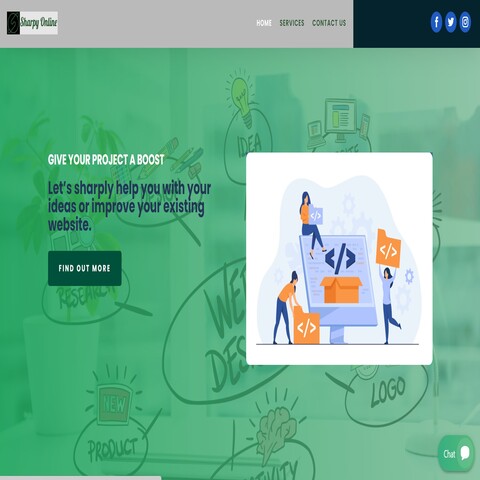 Sharpy Online
HOME SERVICES CONTACT US
GIVE YOUR PROJECT A BOOST
Let's sharply help you with your
ideas or improve your existing
website.
FIND OUT MORE
IDEA
RESEARCH
WEB
DESIGN
LOGO
NEW
PRODUCT
</>
</>
</>
</>
Chat